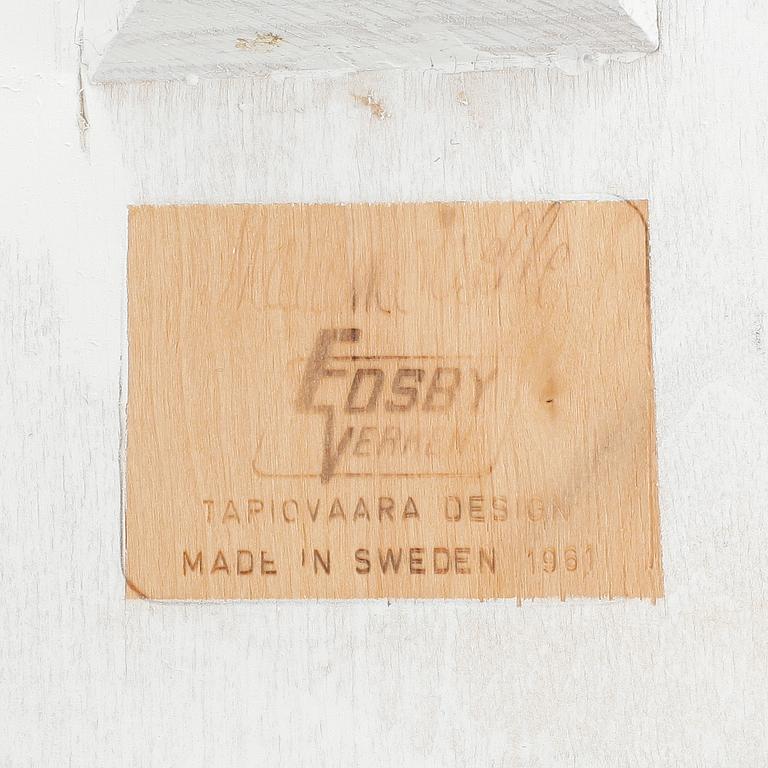 EDSBY
VERKEN
TAPIOVAARA DESIGN
MADE IN SWEDEN 1961